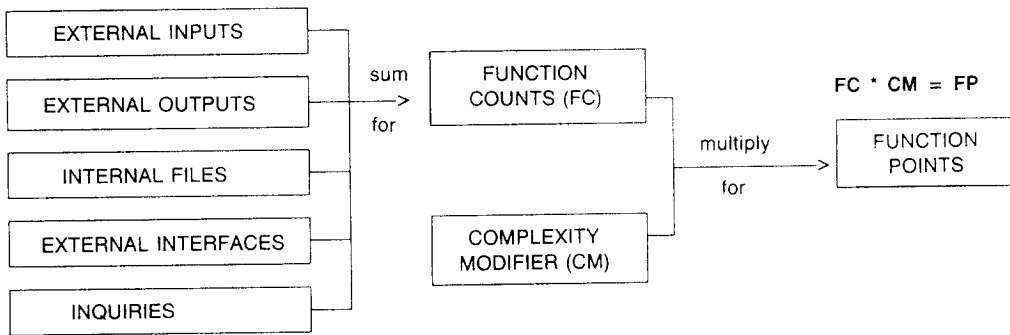 EXTERNAL INPUTS
EXTERNAL OUTPUTS
INTERNAL FILES
EXTERNAL INTERFACES
INQUIRIES
sum
for
FUNCTION
COUNTS (FC)
COMPLEXITY
MODIFIER (CM)
multiply
for
FC * CM = FP
FUNCTION
POINTS